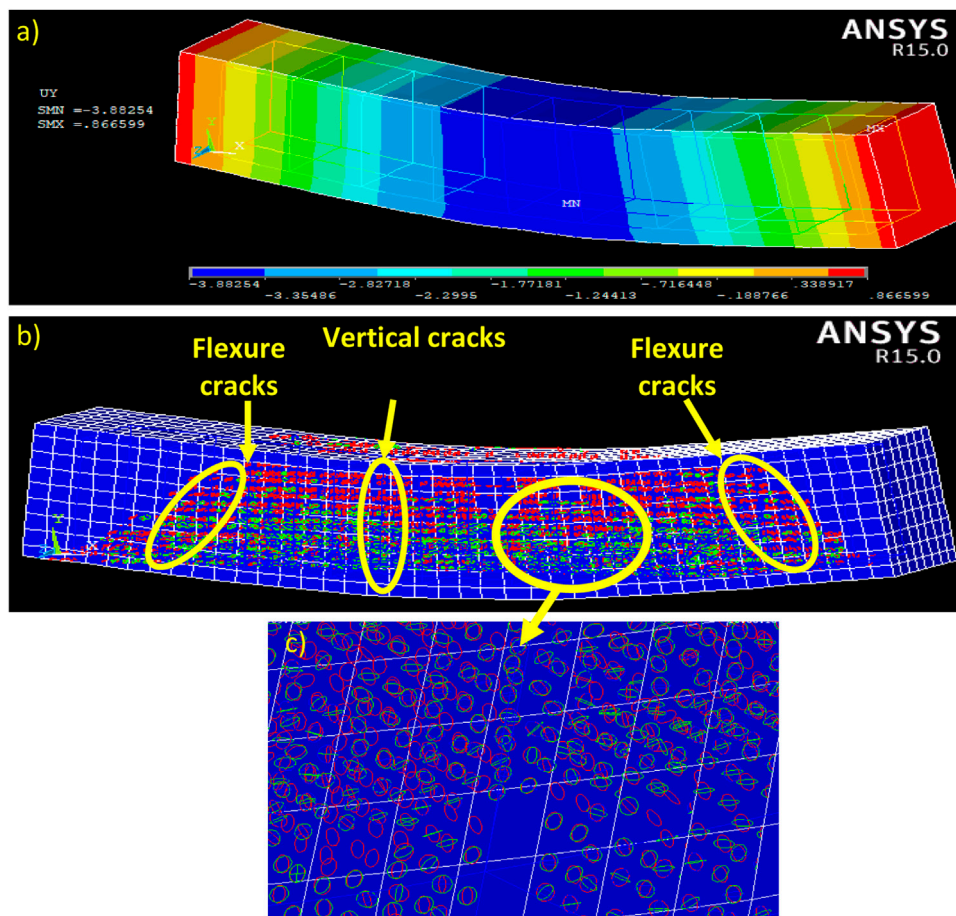 a)
ANSYS
R15.0
UY
SMN =-3.88254
SMX =.866599
Y
Z X
MX
MN
-3.88254 -2.82718 -1.77181 -.716448 .338917
-3.35486 -2.2995 -1.24413 -.188766 .866599
b)
ANSYS
R15.0
Flexure
cracks
Vertical cracks
Flexure
cracks
Y
X
c)